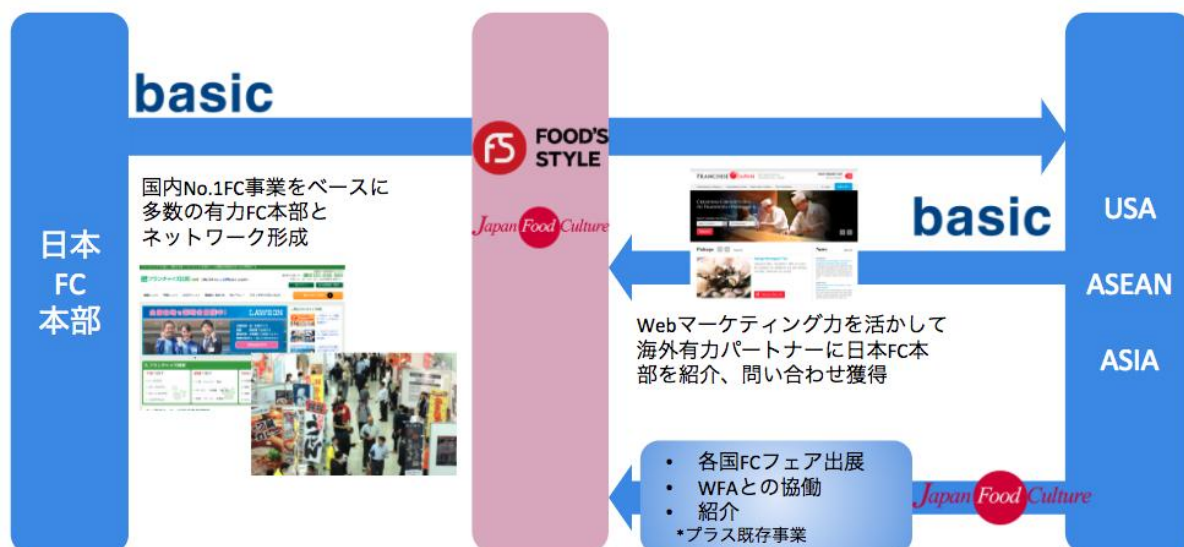 basic
国内No.1FC事業をベースに
多数の有力FC本部と
ネットワーク形成
日本
FC
本部
LAWSON
FOOD'S
STYLE
Japan Food Culture
FRANCHISE JAPAN
basic
Webマーケティング力を活かして
海外有力パートナーに日本FC本
部を紹介、問い合わせ獲得
• 各国FCフェア出展
• WFAとの協働
• 紹介
*プラス既存事業
Japan Food Culture
USA
ASEAN
ASIA